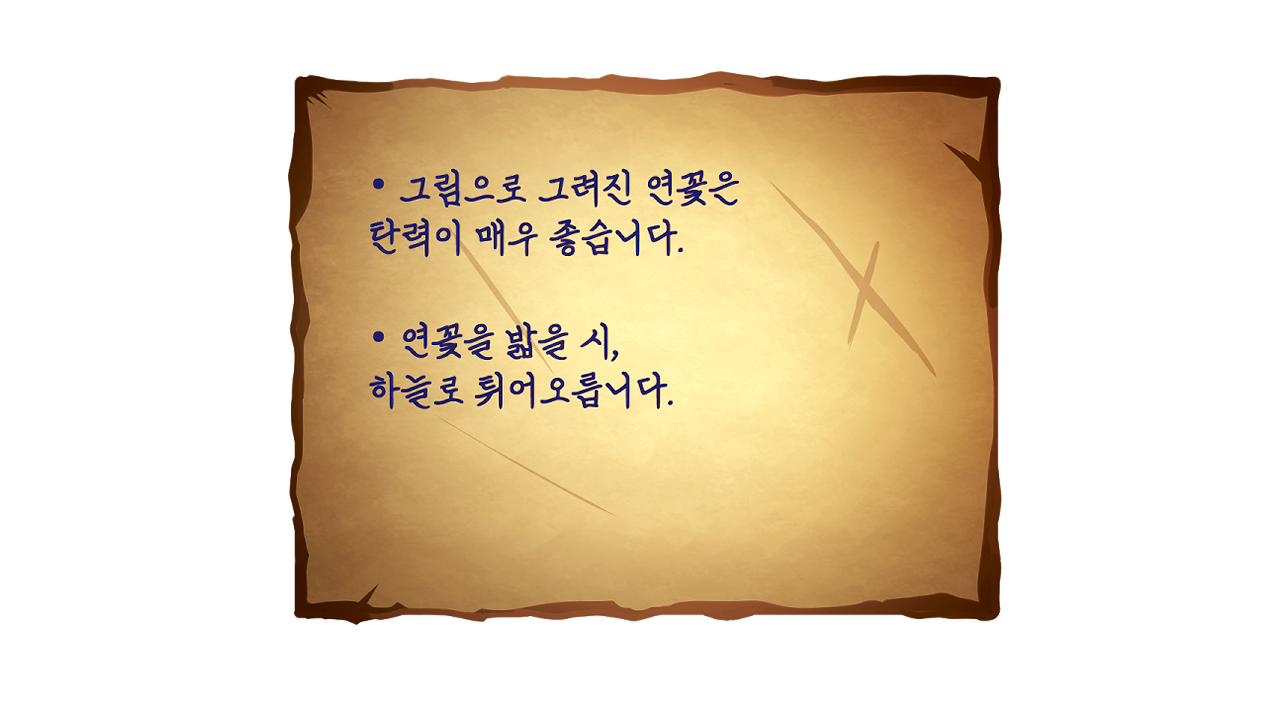 • 그림으로 그려진 연꽃은
탄력이 매우 좋습니다.
• 연꽃을 밟을 시,
하늘로 튀어오릅니다.